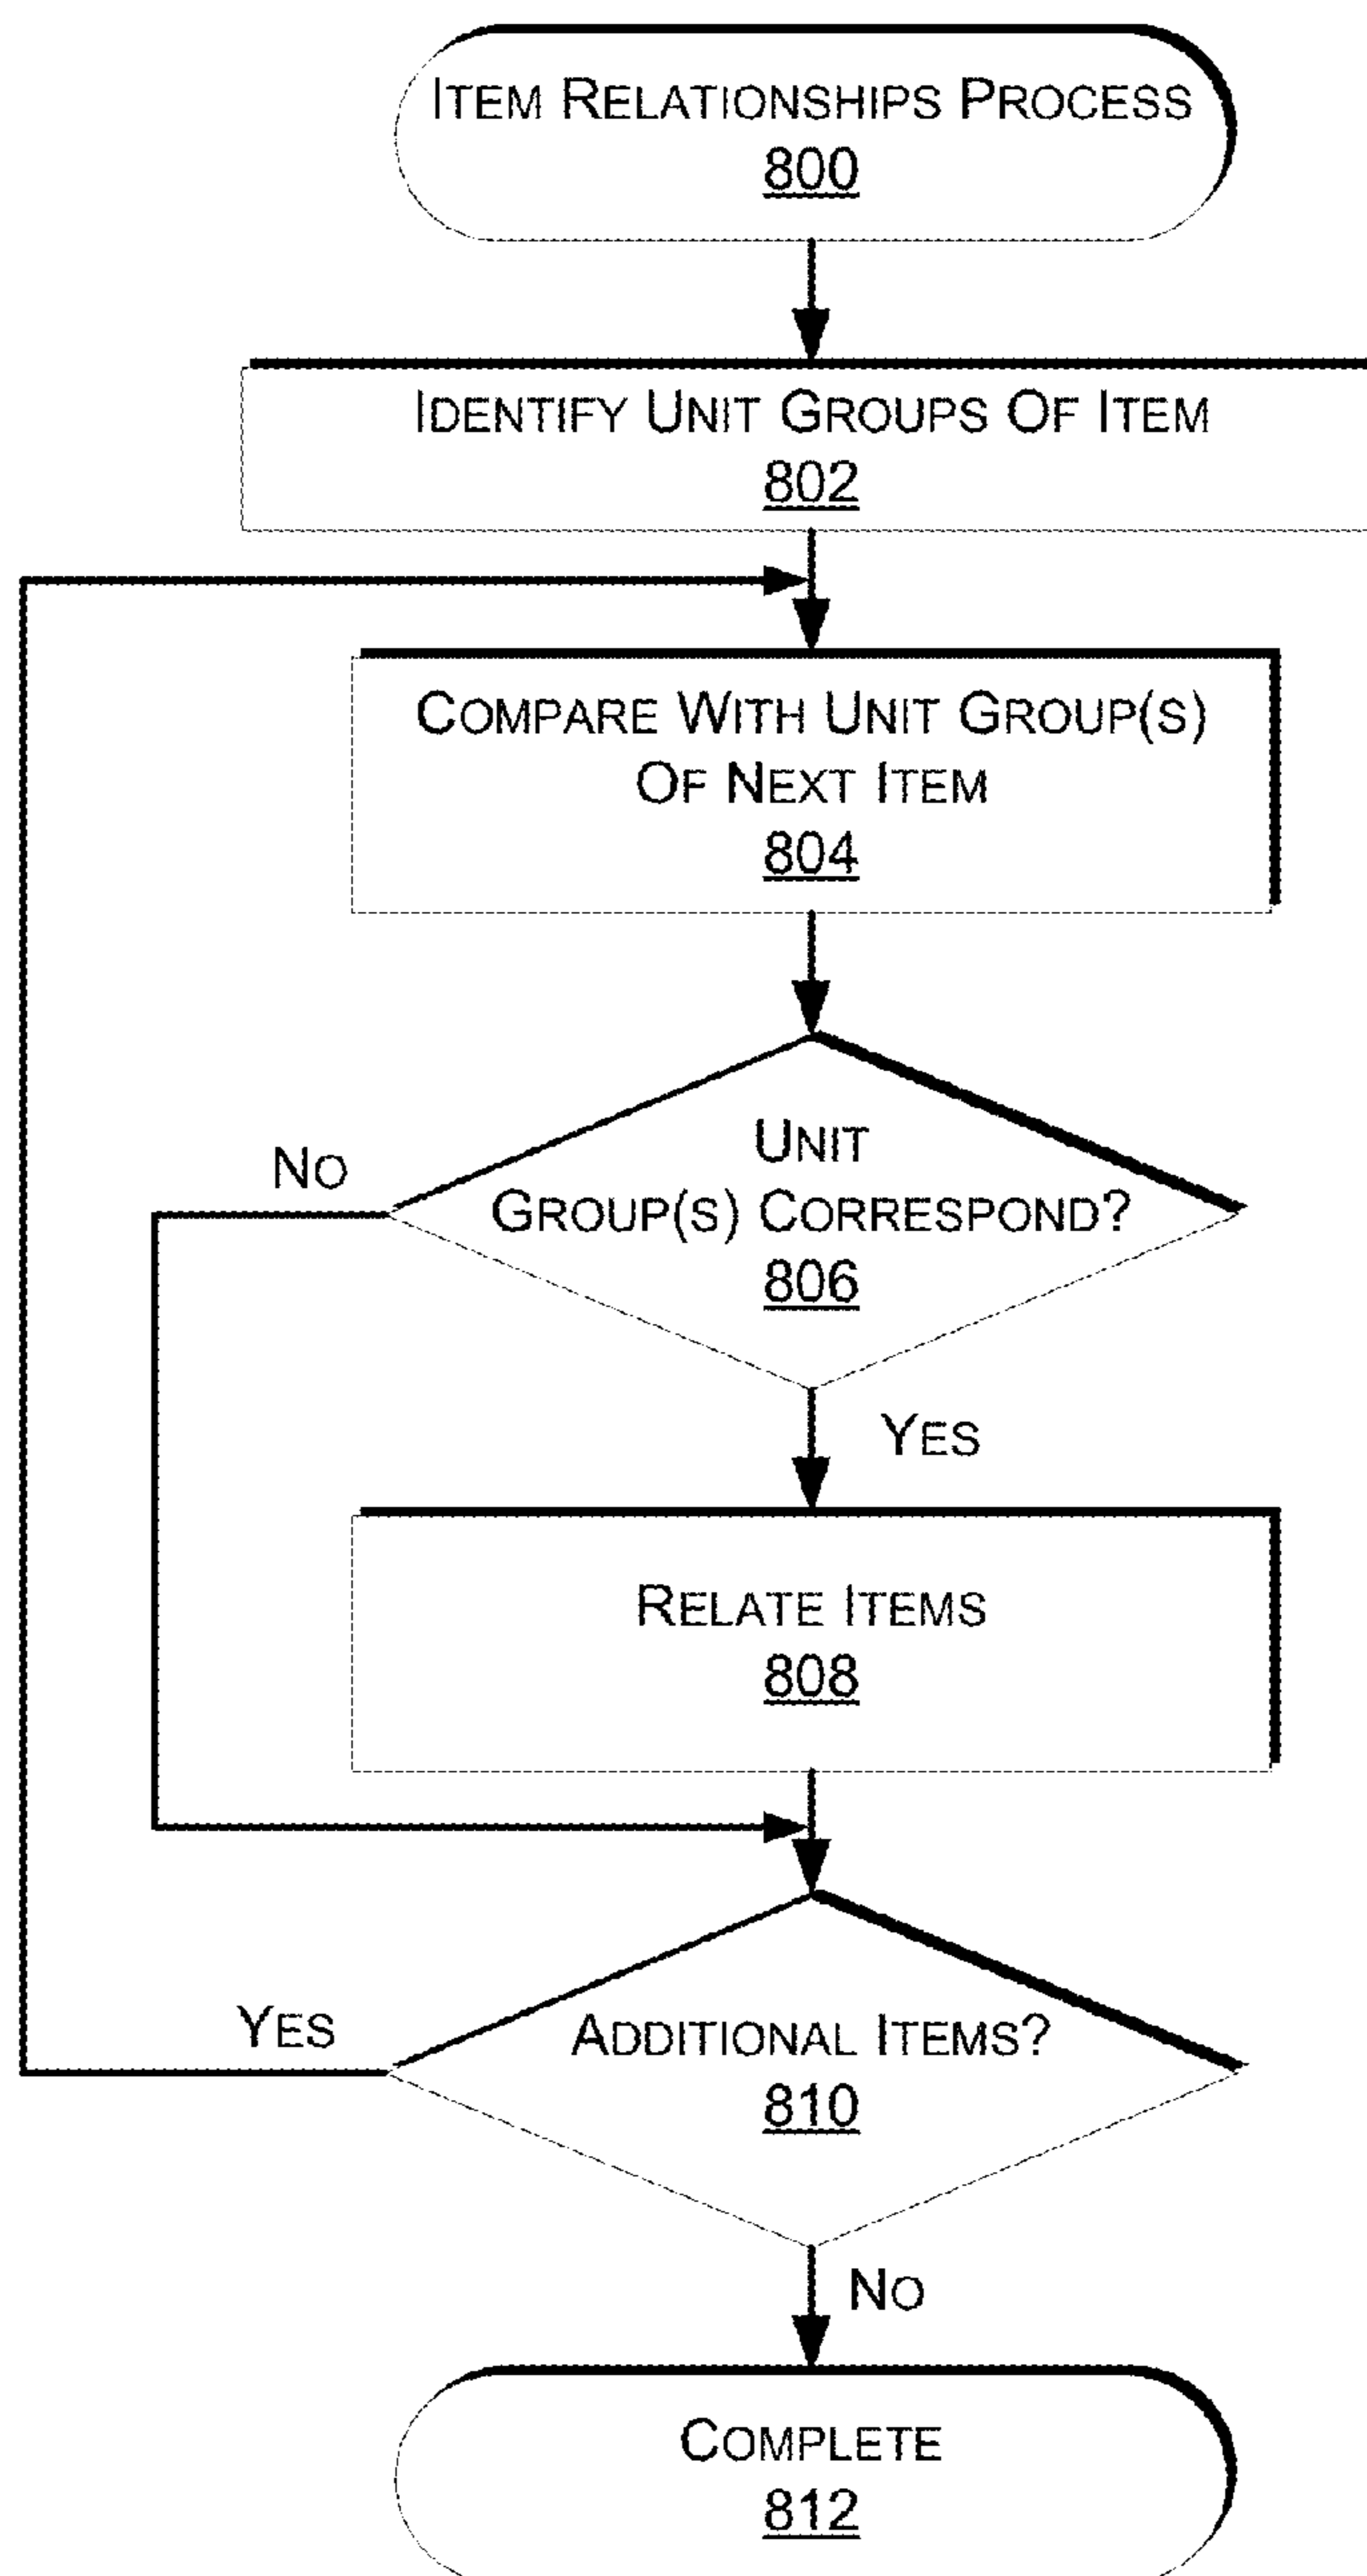 ITEM RELATIONSHIPS PROCESS
800
IDENTIFY UNIT GROUPS OF ITEM
802
COMPARE WITH UNIT GROUP(S)
OF NEXT ITEM
804
UNIT
GROUP(S) CORRESPOND?
806
NO
YES
RELATE ITEMS
808
ADDITIONAL ITEMS?
810
YES
NO
COMPLETE
812